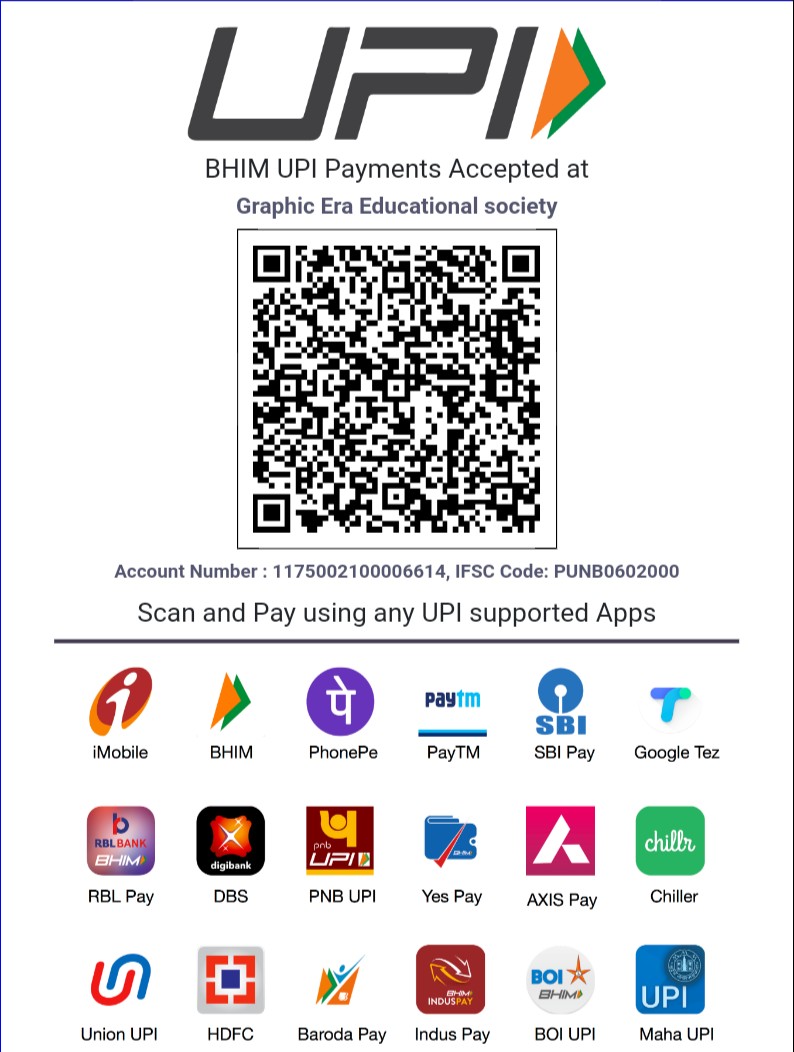 UPI
BHIM UPI Payments Accepted at
Graphic Era Educational society
Account Number : 1175002100006614, IFSC Code: PUNB0602000
Scan and Pay using any UPI supported Apps
i पे paytm SBI
iMobile BHIM PhonePe PayTM SBI Pay Google Tez
RBLBANK BHIM digibank pnb UPI BHIM chillr
RBL Pay DBS PNB UPI Yes Pay AXIS Pay Chiller
BHIM INDUSPAY BOI BHIM UPI
Union UPI HDFC Baroda Pay Indus Pay BOI UPI Maha UPI